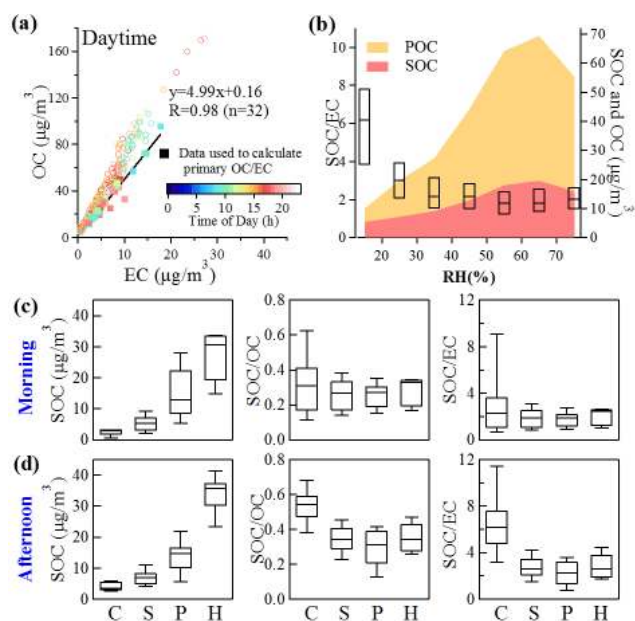 (a)
Daytime
OC (μg/m³)
160
120
80
40
0
y=4.99x+0.16
R=0.98 (n=32)
Data used to calculate
primary OC/EC
0 5 10 15 20
Time of Day (h)
0 10 20 30 40
EC (μg/m³)
(b)
POC
SOC
SOC/EC
10
8
6
4
2
0
SOC and OC (μg/m³)
70
60
50
40
30
20
10
0
20 30 40 50 60 70
RH(%)
(c)
Morning
SOC (μg/m³)
40
30
20
10
0
SOC/OC
0.8
0.6
0.4
0.2
0.0
SOC/EC
12
8
4
0
(d)
Afternoon
SOC (μg/m³)
40
30
20
10
0
C S P H
SOC/OC
0.8
0.6
0.4
0.2
0.0
C S P H
SOC/EC
12
8
4
0
C S P H